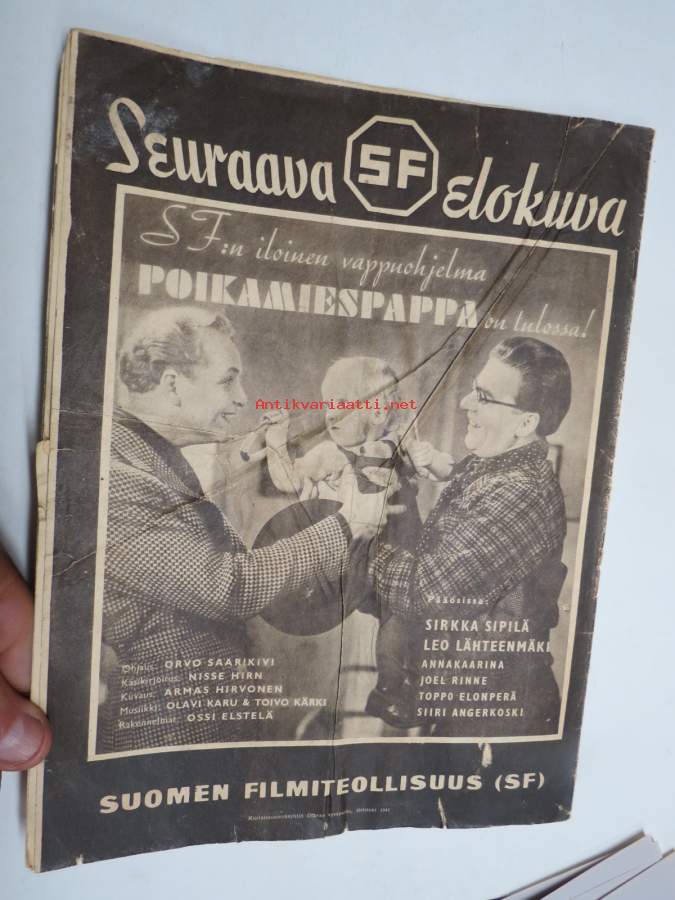 Seuraava SF elokuva
SF:n iloinen vappuohjelma
POIKAMIESPAPPA on tulossa!
Antikvariaatti.net
Pääosissa:
SIRKKA SIPILÄ
LEO LÄHTEENMÄKI
ANNAKAARINA
JOEL RINNE
TOPPO ELONPERÄ
SIIRI ANGERKOSKI
Ohjaus: ORVO SAARIKIVI
Käsikirjoitus: NISSE HIRN
Kuvaus: ARMAS HIRVONEN
Musiikki: OLAVI KARU & TOIVO KÄRKI
Rakennelmat: OSSI ELSTELÄ
SUOMEN FILMITEOLLISUUS (SF)
Helsinki 1941